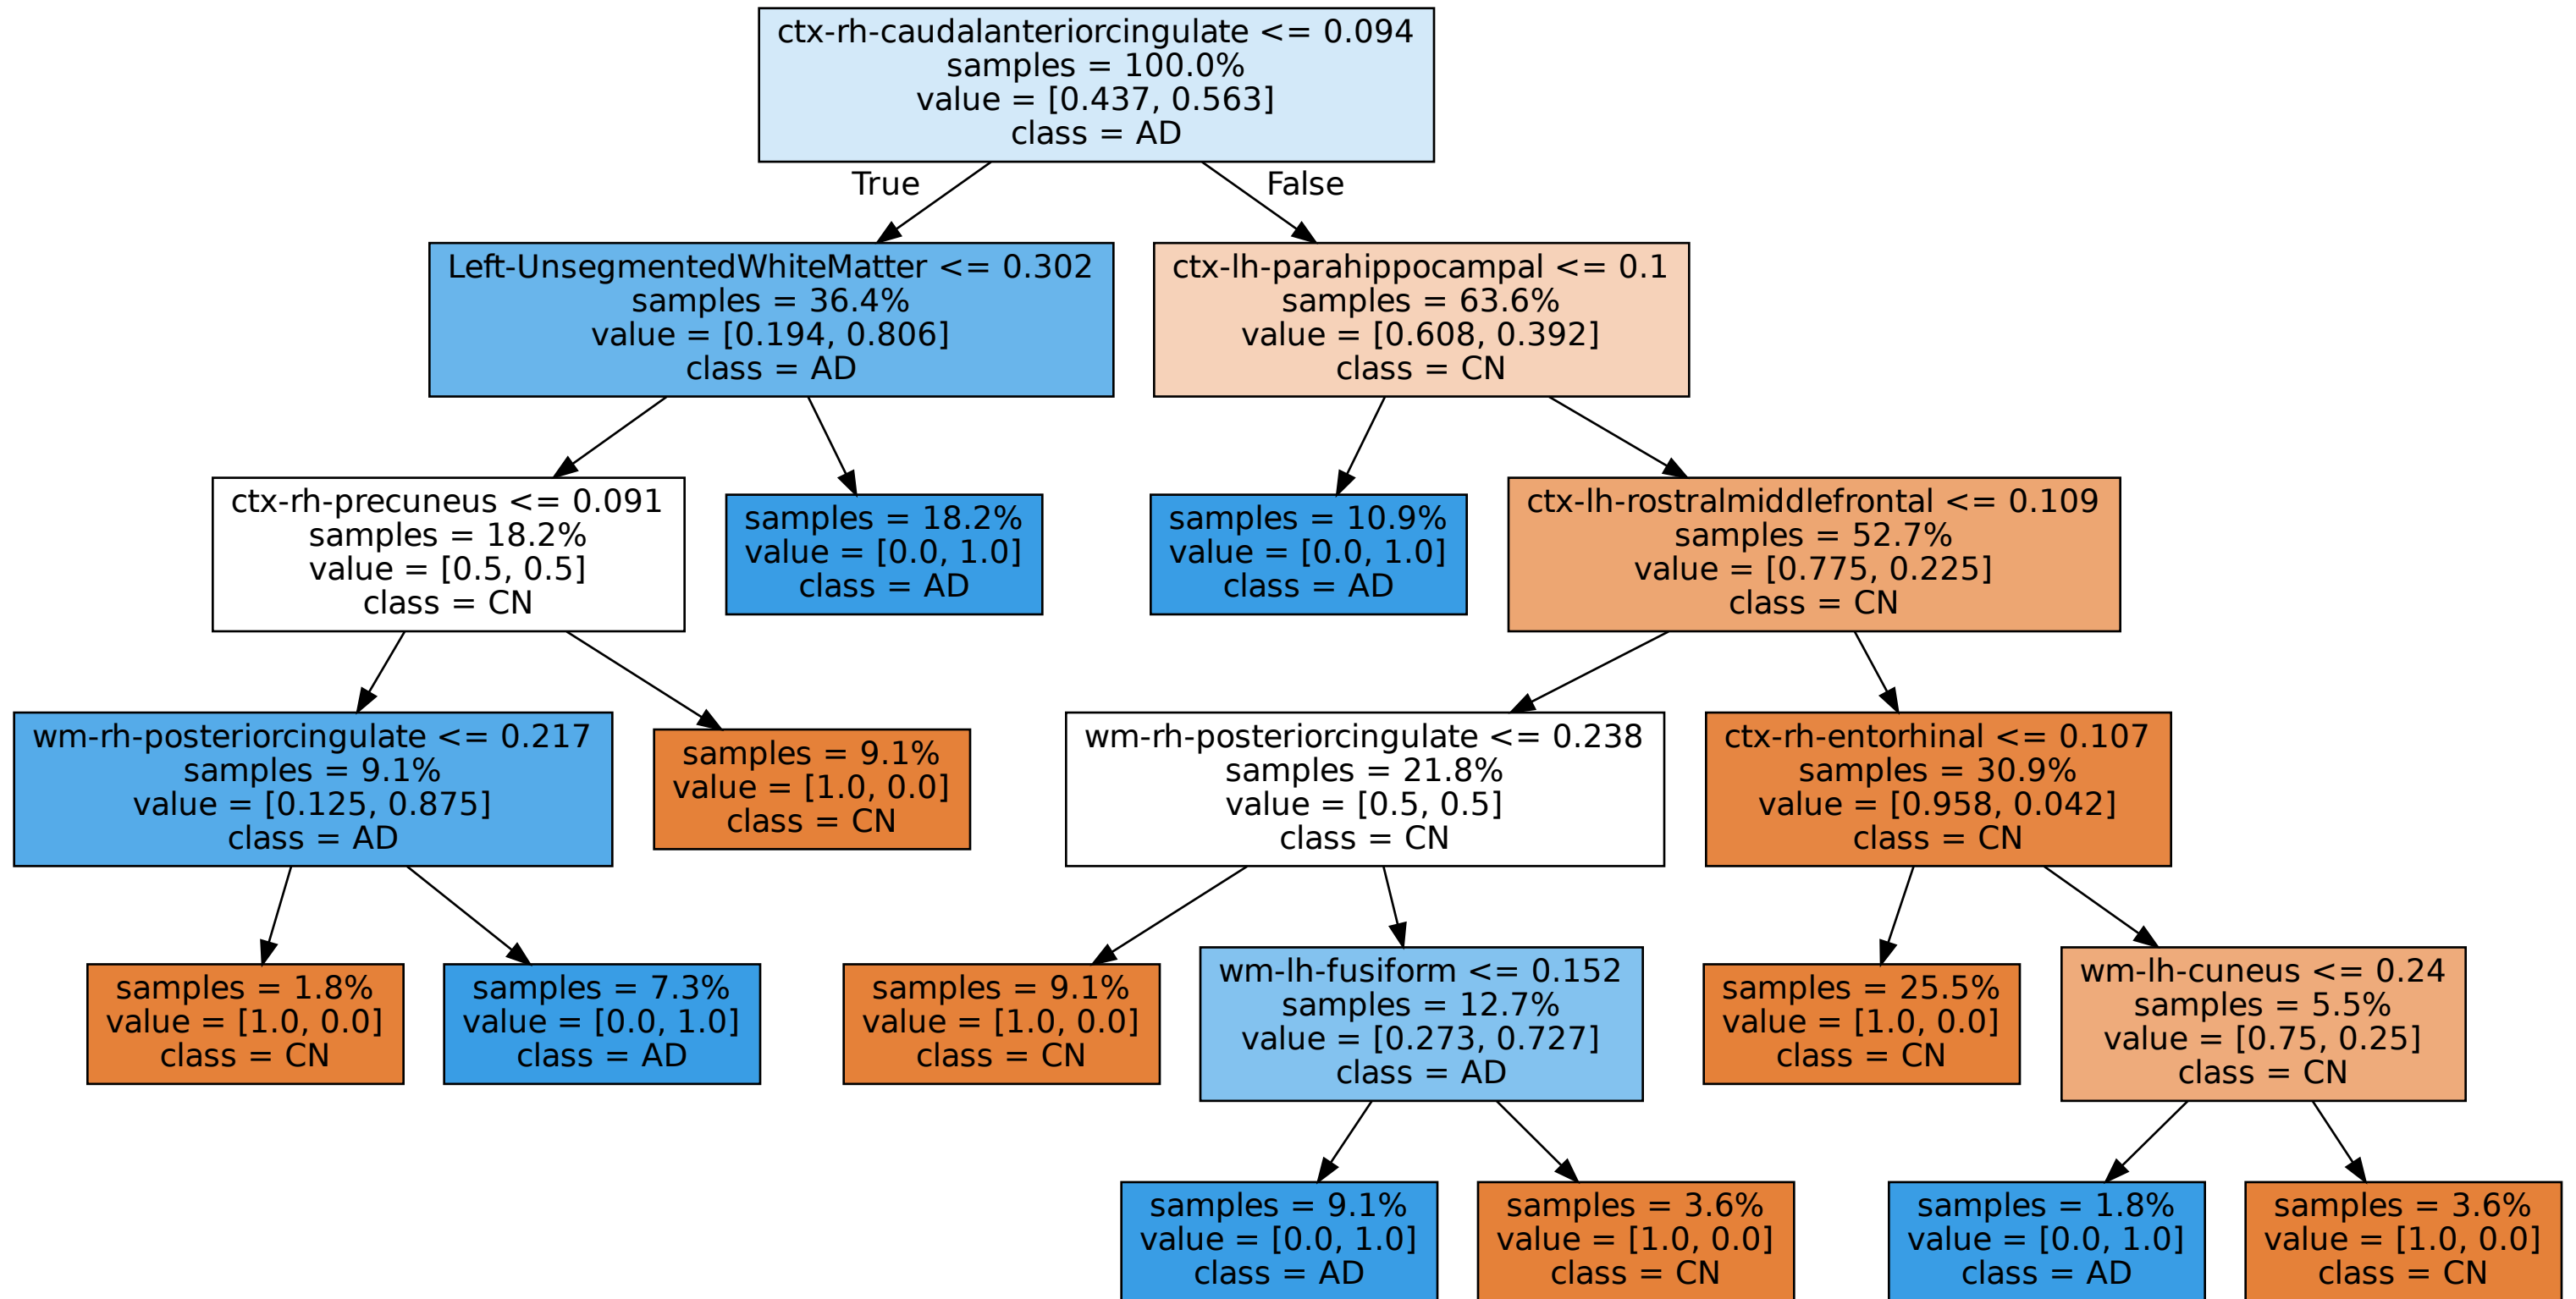 ctx-rh-caudalanteriorcingulate <= 0.094
samples = 100.0%
value = [0.437, 0.563]
class = AD
True
False
Left-UnsegmentedWhiteMatter <= 0.302
samples = 36.4%
value = [0.194, 0.806]
class = AD
ctx-lh-parahippocampal <= 0.1
samples = 63.6%
value = [0.608, 0.392]
class = CN
ctx-rh-precuneus <= 0.091
samples = 18.2%
value = [0.5, 0.5]
class = CN
samples = 18.2%
value = [0.0, 1.0]
class = AD
samples = 10.9%
value = [0.0, 1.0]
class = AD
ctx-lh-rostralmiddlefrontal <= 0.109
samples = 52.7%
value = [0.775, 0.225]
class = CN
wm-rh-posteriorcingulate <= 0.217
samples = 9.1%
value = [0.125, 0.875]
class = AD
samples = 9.1%
value = [1.0, 0.0]
class = CN
wm-rh-posteriorcingulate <= 0.238
samples = 21.8%
value = [0.5, 0.5]
class = CN
ctx-rh-entorhinal <= 0.107
samples = 30.9%
value = [0.958, 0.042]
class = CN
samples = 1.8%
value = [1.0, 0.0]
class = CN
samples = 7.3%
value = [0.0, 1.0]
class = AD
samples = 9.1%
value = [1.0, 0.0]
class = CN
wm-lh-fusiform <= 0.152
samples = 12.7%
value = [0.273, 0.727]
class = AD
samples = 25.5%
value = [1.0, 0.0]
class = CN
wm-lh-cuneus <= 0.24
samples = 5.5%
value = [0.75, 0.25]
class = CN
samples = 9.1%
value = [0.0, 1.0]
class = AD
samples = 3.6%
value = [1.0, 0.0]
class = CN
samples = 1.8%
value = [0.0, 1.0]
class = AD
samples = 3.6%
value = [1.0, 0.0]
class = CN